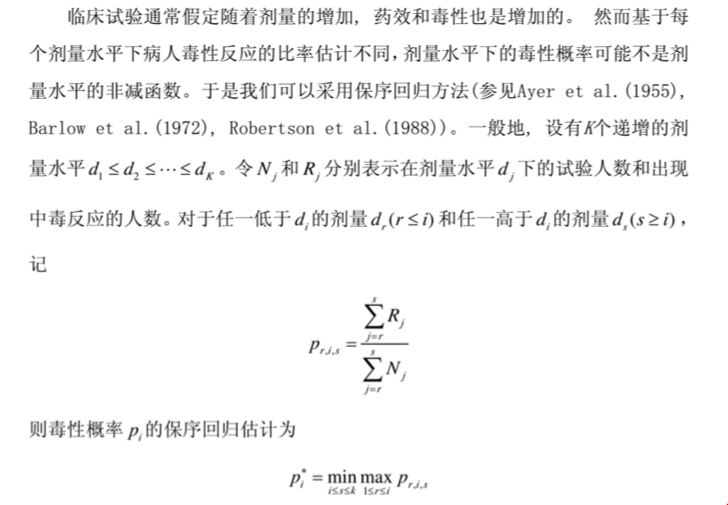 临床试验通常假定随着剂量的增加, 药效和毒性也是增加的。 然而基于每
个剂量水平下病人毒性反应的比率估计不同,剂量水平下的毒性概率可能不是剂
量水平的非减函数。于是我们可以采用保序回归方法(参见Ayer et al.(1955),
Barlow et al.(1972), Robertson et al.(1988))。一般地, 设有K个递增的剂
量水平 d_1 ≤ d_2 ≤ ⋯ ≤ d_K 。令 N_j 和 R_j 分别表示在剂量水平 d_j 下的试验人数和出现
中毒反应的人数。对于任一低于 d_i 的剂量 d_r (r ≤ i) 和任一高于 d_i 的剂量 d_s (s ≥ i) ,
记
p_{r,i,s} = \frac{\sum_{j=r}^{s} R_j}{\sum_{j=r}^{s} N_j}
则毒性概率 p_i 的保序回归估计为
p_i^* = \min_{i≤s≤k} \max_{1≤r≤i} p_{r,i,s}